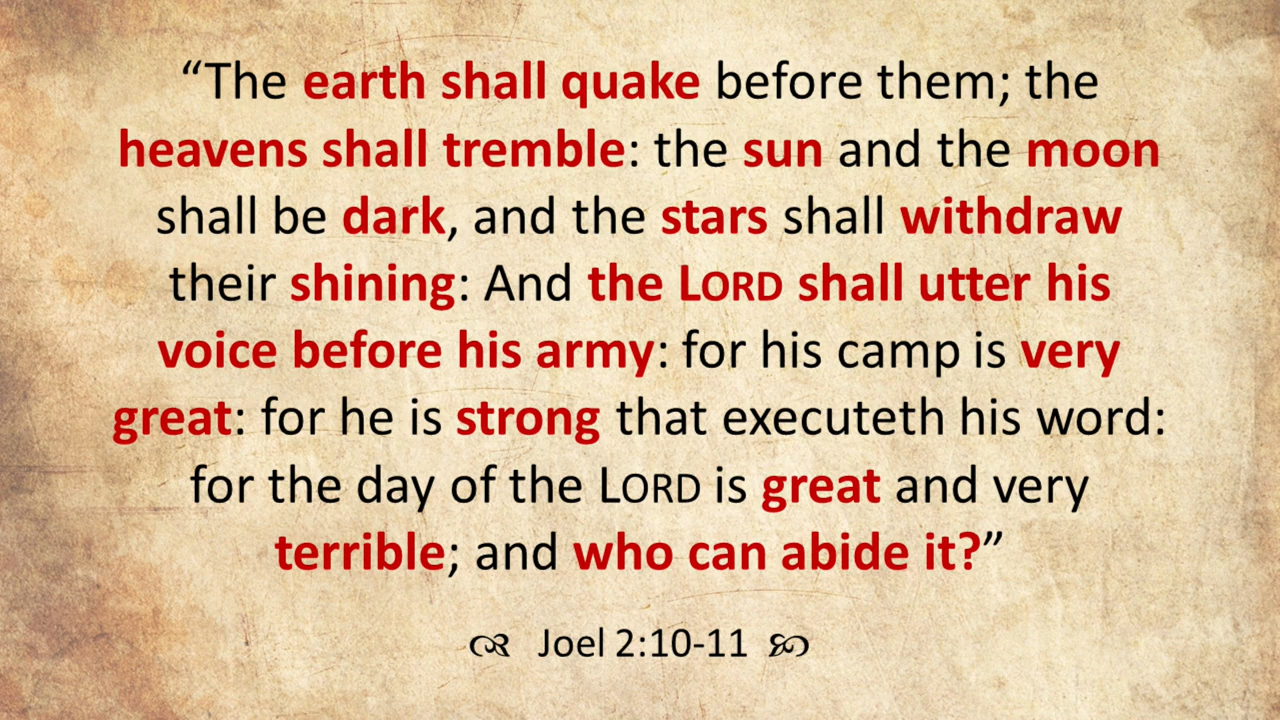 “The earth shall quake before them; the
heavens shall tremble: the sun and the moon
shall be dark, and the stars shall withdraw
their shining: And the LORD shall utter his
voice before his army: for his camp is very
great: for he is strong that executeth his word:
for the day of the LORD is great and very
terrible; and who can abide it?”
Joel 2:10-11